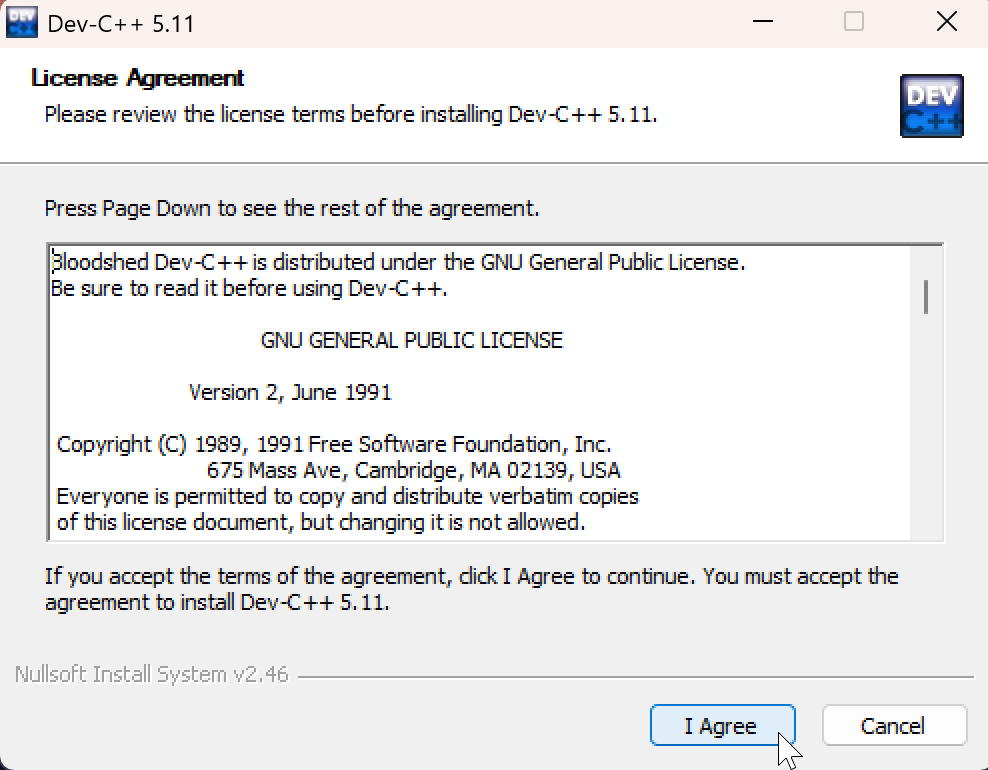 Dev-C++ 5.11
License Agreement
Please review the license terms before installing Dev-C++ 5.11.
DEV
C++
Press Page Down to see the rest of the agreement.
Bloodshed Dev-C++ is distributed under the GNU General Public License.
Be sure to read it before using Dev-C++.
GNU GENERAL PUBLIC LICENSE
Version 2, June 1991
Copyright (C) 1989, 1991 Free Software Foundation, Inc.
675 Mass Ave, Cambridge, MA 02139, USA
Everyone is permitted to copy and distribute verbatim copies
of this license document, but changing it is not allowed.
If you accept the terms of the agreement, click I Agree to continue. You must accept the
agreement to install Dev-C++ 5.11.
Nullsoft Install System v2.46
I Agree
Cancel